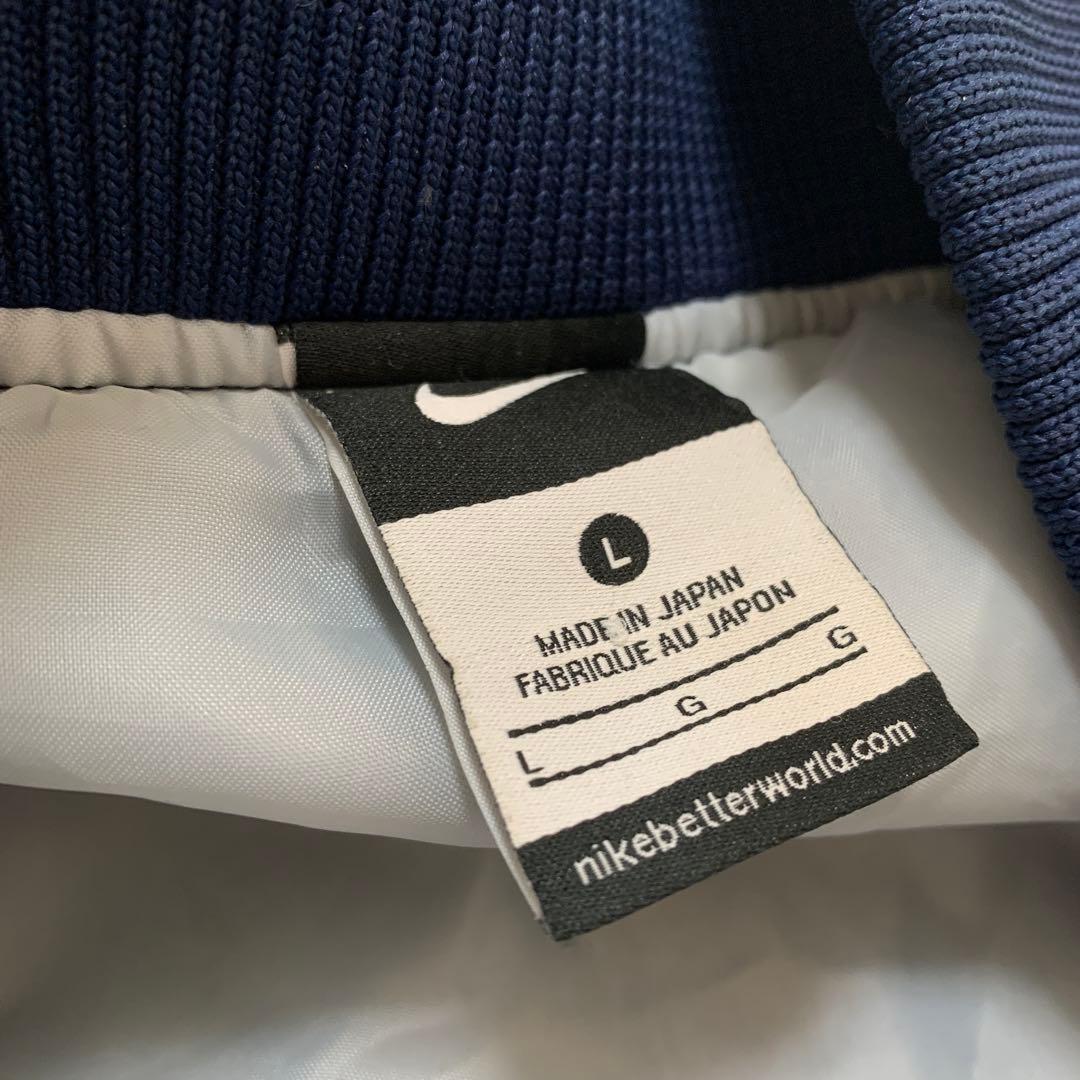 L
MADE IN JAPAN
FABRIQUE AU JAPON
L G G
nikebetterworld.com